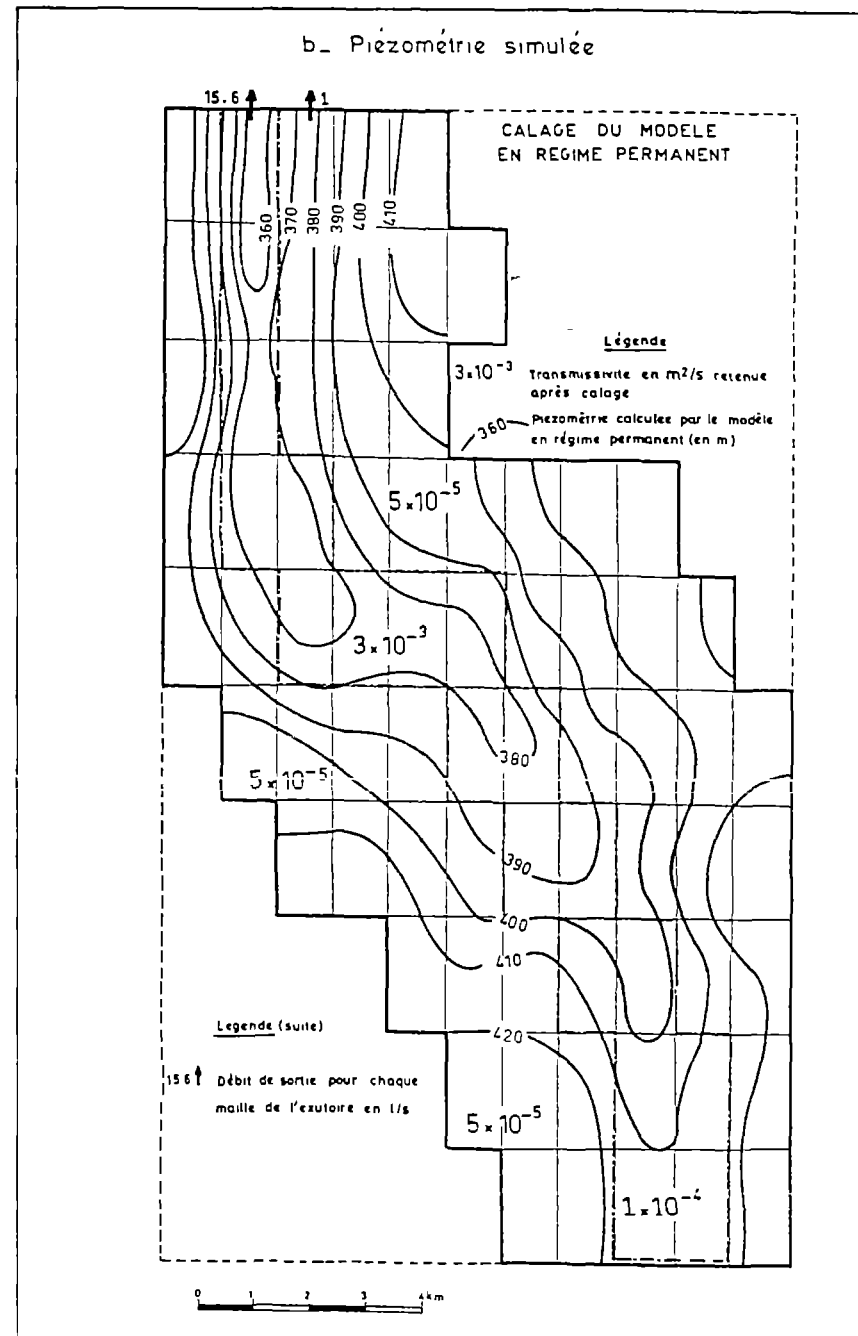 b_ Piézométrie simulée
15.6
1
CALAGE DU MODELE
EN REGIME PERMANENT
360
370
380
390
400
410
Légende
3×10⁻³ Transmissivite en m²/s retenue
après calage
360 Piezométrie calculee par le modèle
en régime permanent (en m)
5×10⁻⁵
3×10⁻³
380
5×10⁻⁵
390
400
410
420
Legende (suite)
15 6 Débit de sortie pour chaque
maille de l'exutoire en l/s
5×10⁻⁵
1×10⁻⁴
0 1 2 3 4 km